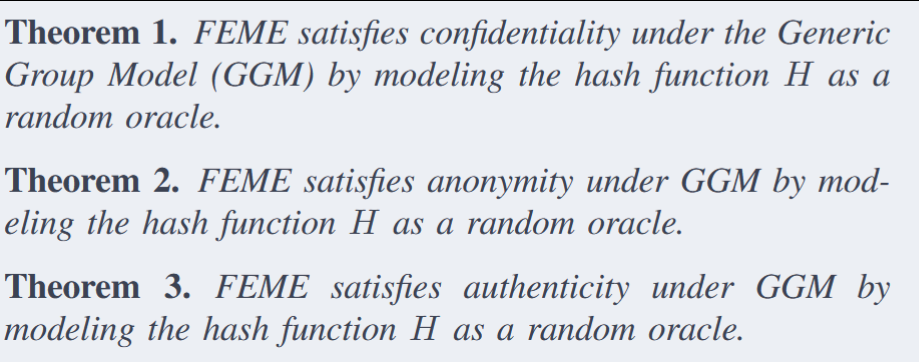 Theorem 1. FEME satisfies confidentiality under the Generic
Group Model (GGM) by modeling the hash function H as a
random oracle.
Theorem 2. FEME satisfies anonymity under GGM by mod-
eling the hash function H as a random oracle.
Theorem 3. FEME satisfies authenticity under GGM by
modeling the hash function H as a random oracle.